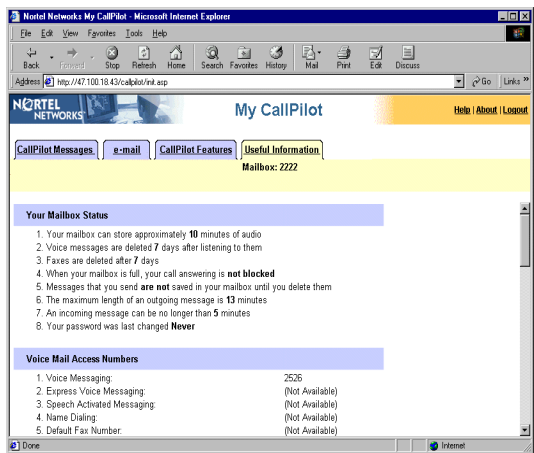 Nortel Networks My CallPilot - Microsoft Internet Explorer
File Edit View Favorites Tools Help
Back Forward Stop Refresh Home Search Favorites History Mail Print Edit Discuss
Address http://47.100.18.43/callpilot/init.asp Go Links »
NORTEL NETWORKS
My CallPilot
Help | About | Logout
CallPilot Messages e-mail CallPilot Features Useful Information
Mailbox: 2222
Your Mailbox Status
1. Your mailbox can store approximately 10 minutes of audio
2. Voice messages are deleted 7 days after listening to them
3. Faxes are deleted after 7 days
4. When your mailbox is full, your call answering is not blocked
5. Messages that you send are not saved in your mailbox until you delete them
6. The maximum length of an outgoing message is 13 minutes
7. An incoming message can be no longer than 5 minutes
8. Your password was last changed Never
Voice Mail Access Numbers
1. Voice Messaging: 2526
2. Express Voice Messaging: (Not Available)
3. Speech Activated Messaging: (Not Available)
4. Name Dialing: (Not Available)
5. Default Fax Number: (Not Available)
Done Internet